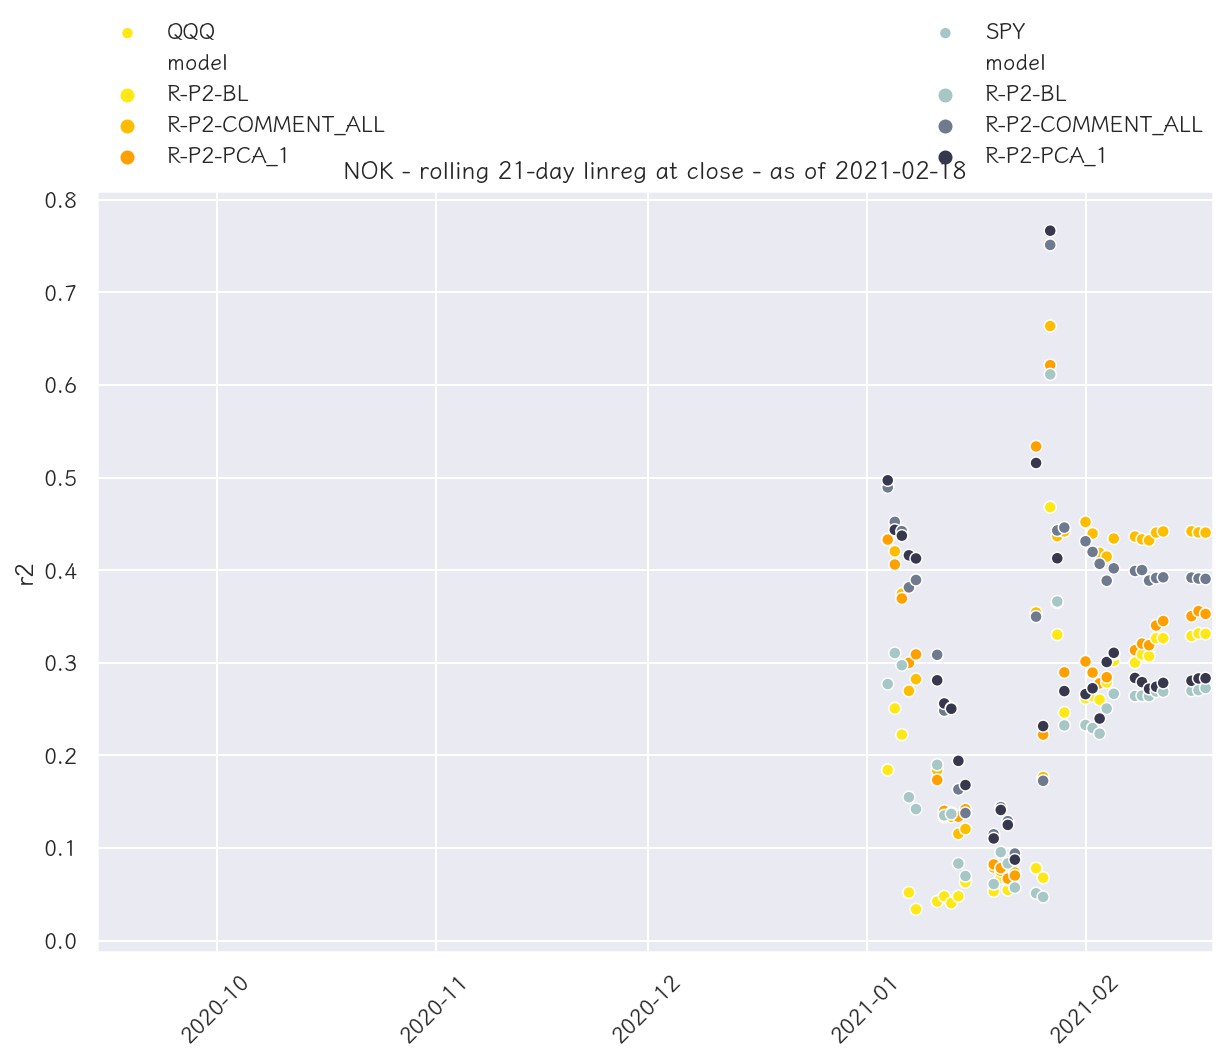 QQQ
model
R-P2-BL
R-P2-COMMENT_ALL
R-P2-PCA_1
SPY
model
R-P2-BL
R-P2-COMMENT_ALL
R-P2-PCA_1
NOK - rolling 21-day linreg at close - as of 2021-02-18
0.8
0.7
0.6
0.5
0.4
0.3
0.2
0.1
0.0
r2
2020-10
2020-11
2020-12
2021-01
2021-02